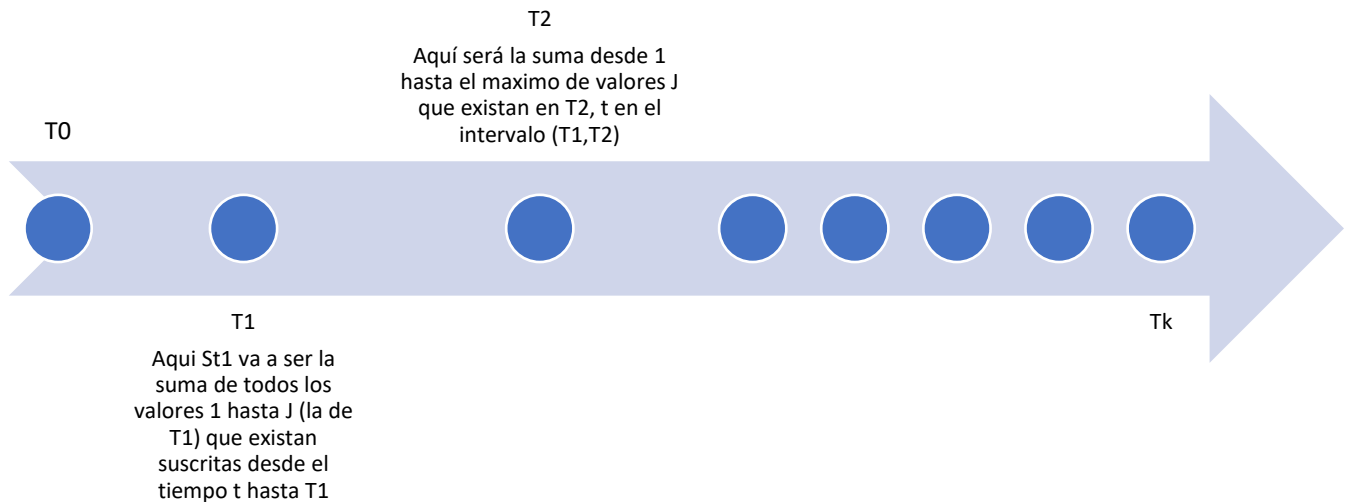 T0
T1
Aqui St1 va a ser la
suma de todos los
valores 1 hasta J (la de
T1) que existan
suscritas desde el
tiempo t hasta T1
T2
Aquí será la suma desde 1
hasta el maximo de valores J
que existan en T2, t en el
intervalo (T1,T2)
Tk